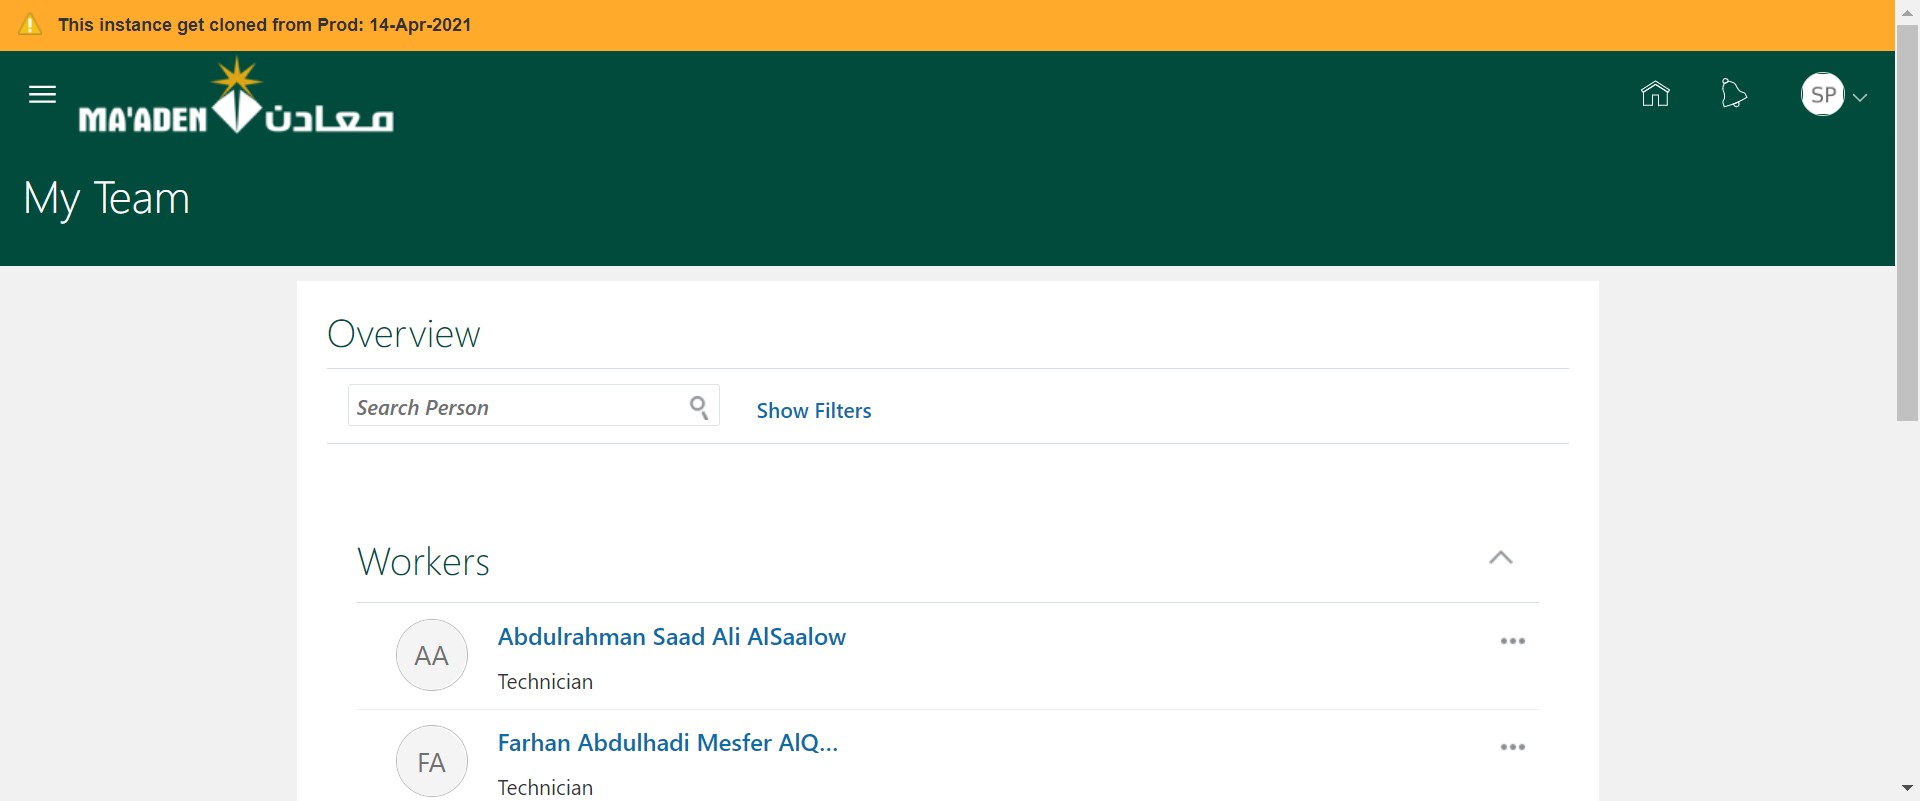 This instance get cloned from Prod: 14-Apr-2021
MA'ADEN معادن
SP
My Team
Overview
Search Person
Show Filters
Workers
AA
Abdulrahman Saad Ali AlSaalow
Technician
FA
Farhan Abdulhadi Mesfer AlQ...
Technician